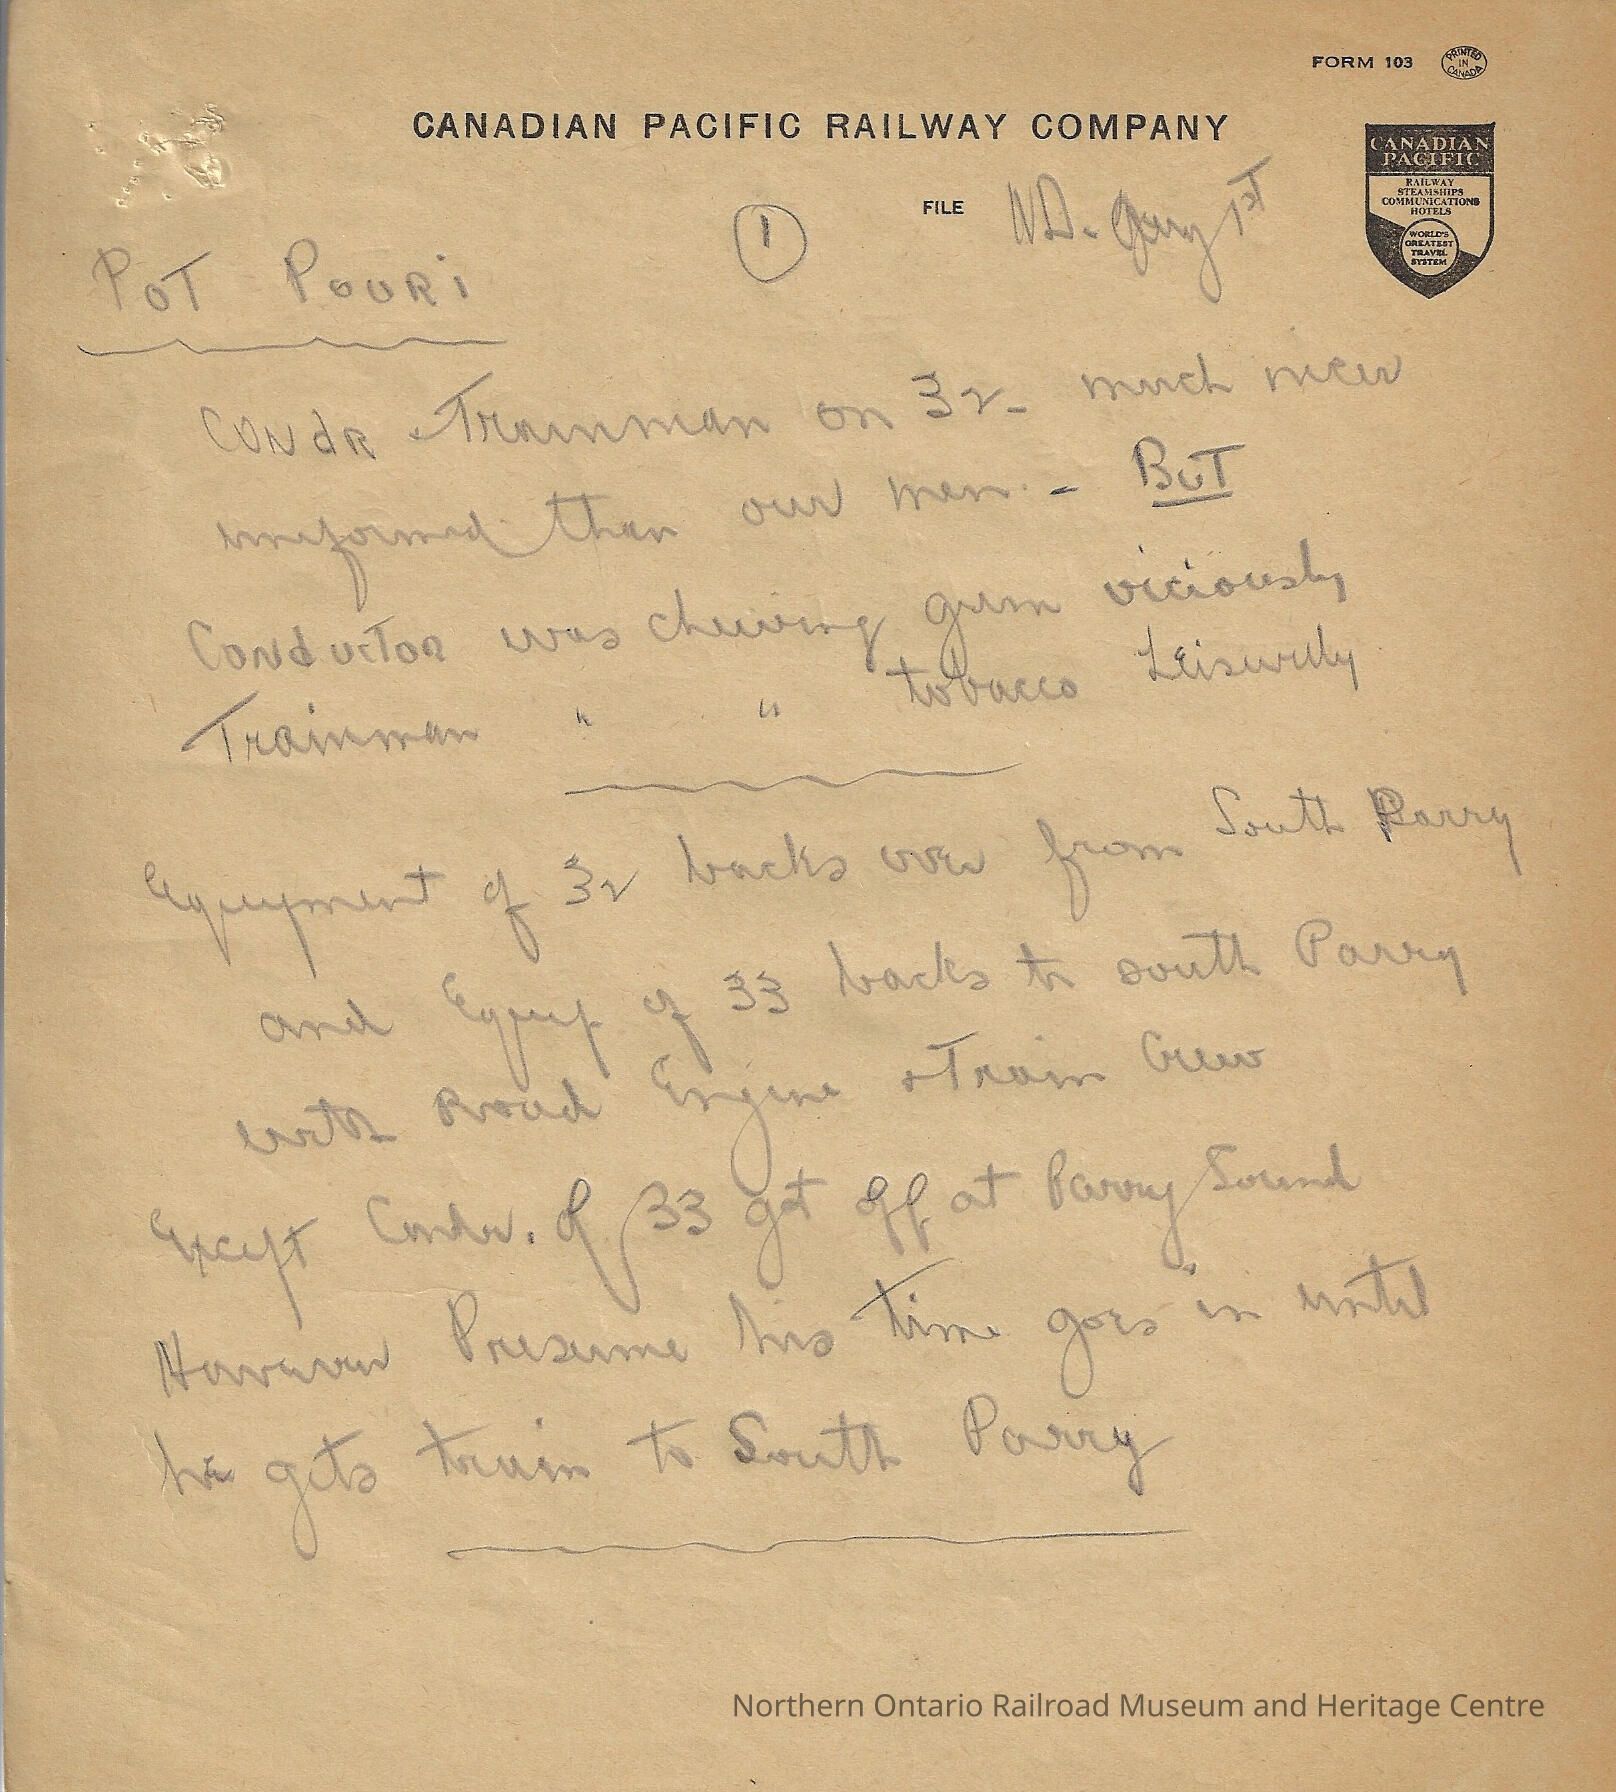 FORM 103 PRINTED IN CANADA
CANADIAN PACIFIC RAILWAY COMPANY
CANADIAN PACIFIC
RAILWAY
STEAMSHIPS
COMMUNICATIONS
HOTELS
WORLD'S
GREATEST
TRAVEL
SYSTEM
FILE 1st
1
POT POURi
CONdR & Trainman on 32 - much nicer
uniformed than our men. - BUT
Conductor was chewing gum viciously
Trainman " " tobacco Leisurely
Equipment of 32 backs over from South Parry
and Equip of 33 backs to south Parry
with Road Engine & Train Crew
Except Condr. of 33 got off at Parry Sound
However Presume his time goes in until
he gets train to South Parry
Northern Ontario Railroad Museum and Heritage Centre